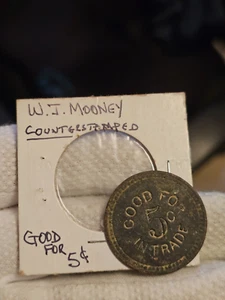 W.J. MOONEY
COUNTERSTAMPED
GOOD FOR
5¢
IN TRADE
GOOD
FOR 5¢